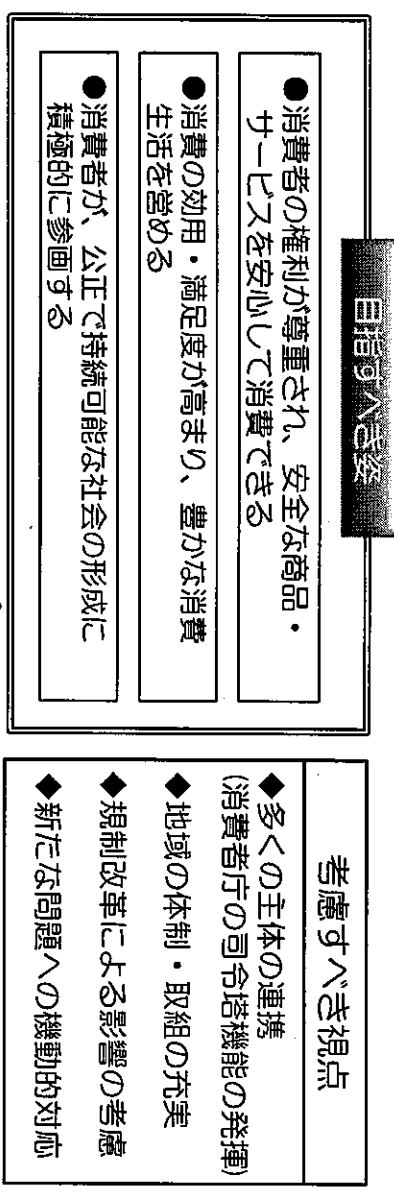 目指すべき姿
●消費者の権利が尊重され、安全な商品・
サービスを安心して消費できる
●消費の効用・満足度が高まり、豊かな消費
生活を営める
●消費者が、公正で持続可能な社会の形成に
積極的に参画する
考慮すべき視点
◆多くの主体の連携
(消費者庁の司令塔機能の発揮)
◆地域の体制・取組の充実
◆規制改革による影響の考慮
◆新たな問題への機動的対応